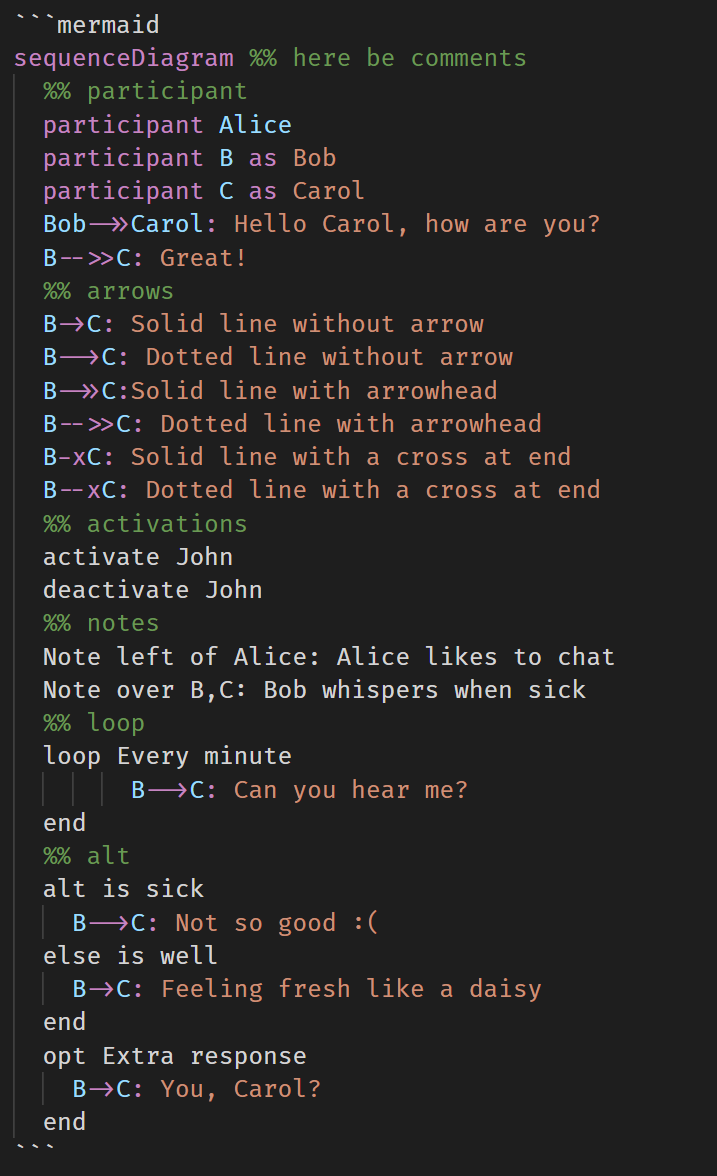 ```mermaid
sequenceDiagram %% here be comments
%% participant
participant Alice
participant B as Bob
participant C as Carol
Bob->>Carol: Hello Carol, how are you?
B-->>C: Great!
%% arrows
B->C: Solid line without arrow
B-->C: Dotted line without arrow
B->>C:Solid line with arrowhead
B-->>C: Dotted line with arrowhead
B-xC: Solid line with a cross at end
B--xC: Dotted line with a cross at end
%% activations
activate John
deactivate John
%% notes
Note left of Alice: Alice likes to chat
Note over B,C: Bob whispers when sick
%% loop
loop Every minute
B-->C: Can you hear me?
end
%% alt
alt is sick
B-->C: Not so good :(
else is well
B->C: Feeling fresh like a daisy
end
opt Extra response
B->C: You, Carol?
end
```